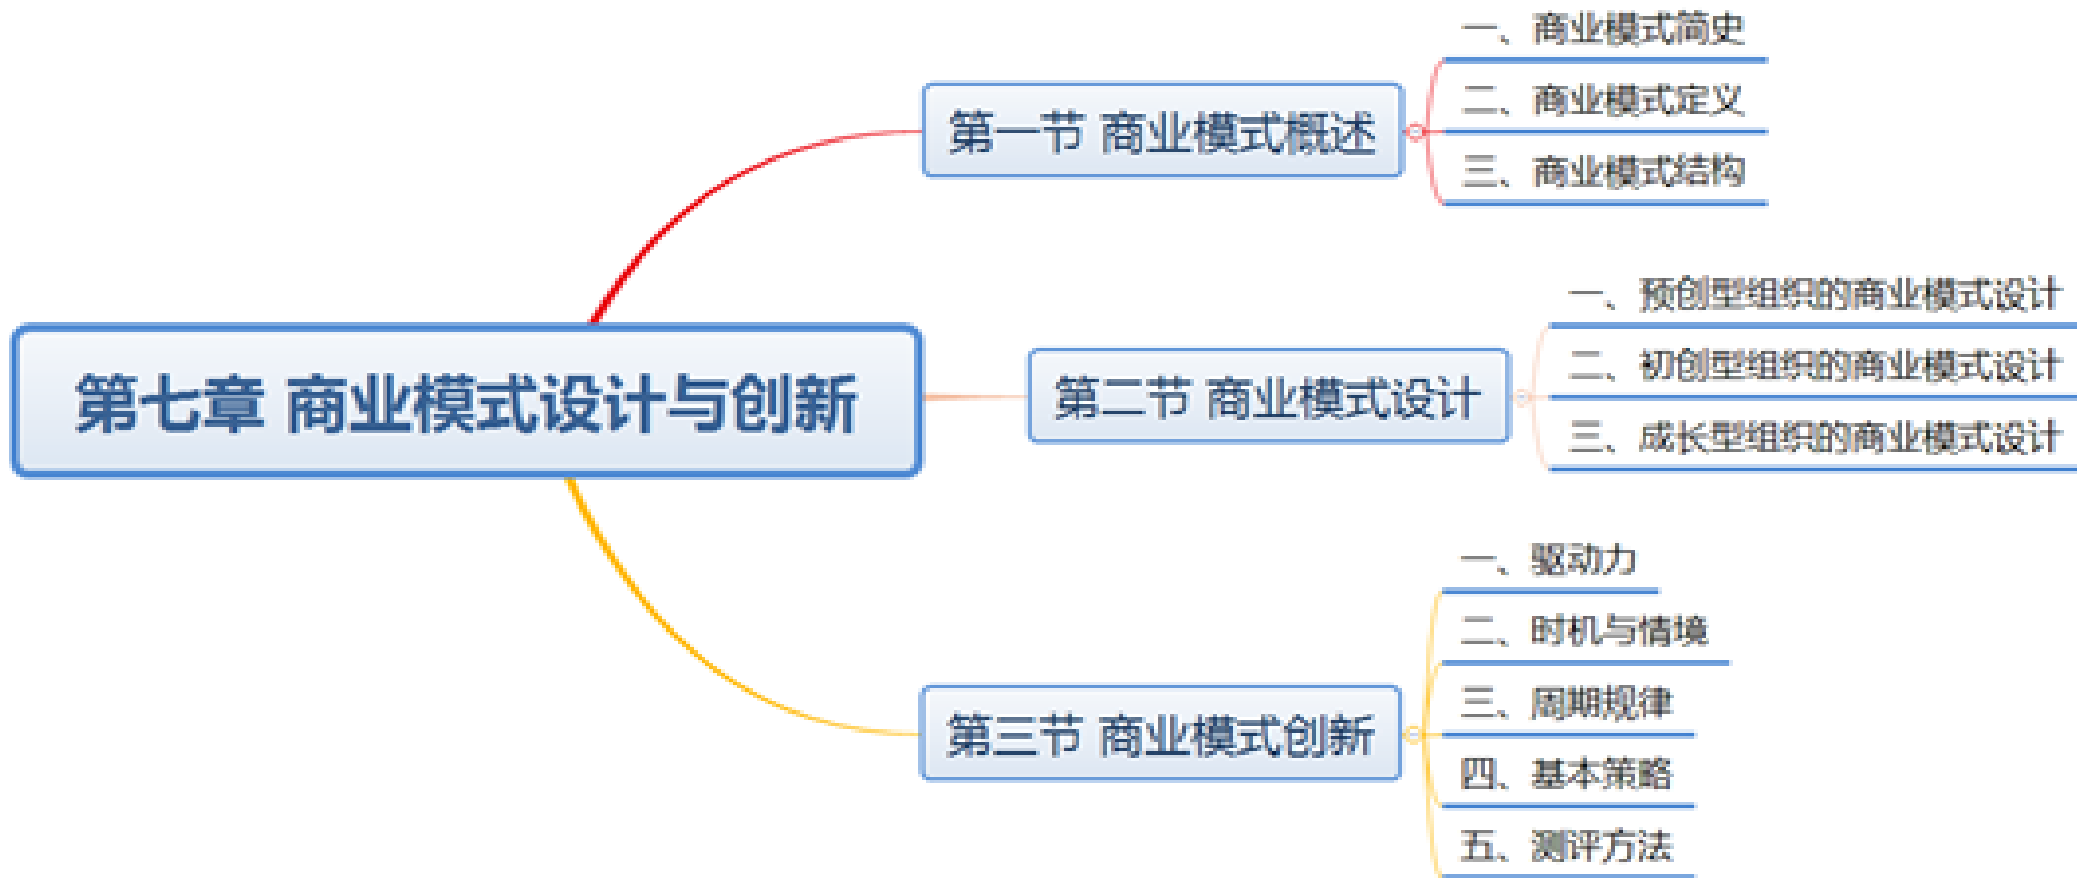 第七章 商业模式设计与创新
第一节 商业模式概述
一、商业模式简史
二、商业模式定义
三、商业模式结构
第二节 商业模式设计
一、预创型组织的商业模式设计
二、初创型组织的商业模式设计
三、成长型组织的商业模式设计
第三节 商业模式创新
一、驱动力
二、时机与情境
三、周期规律
四、基本策略
五、测评方法